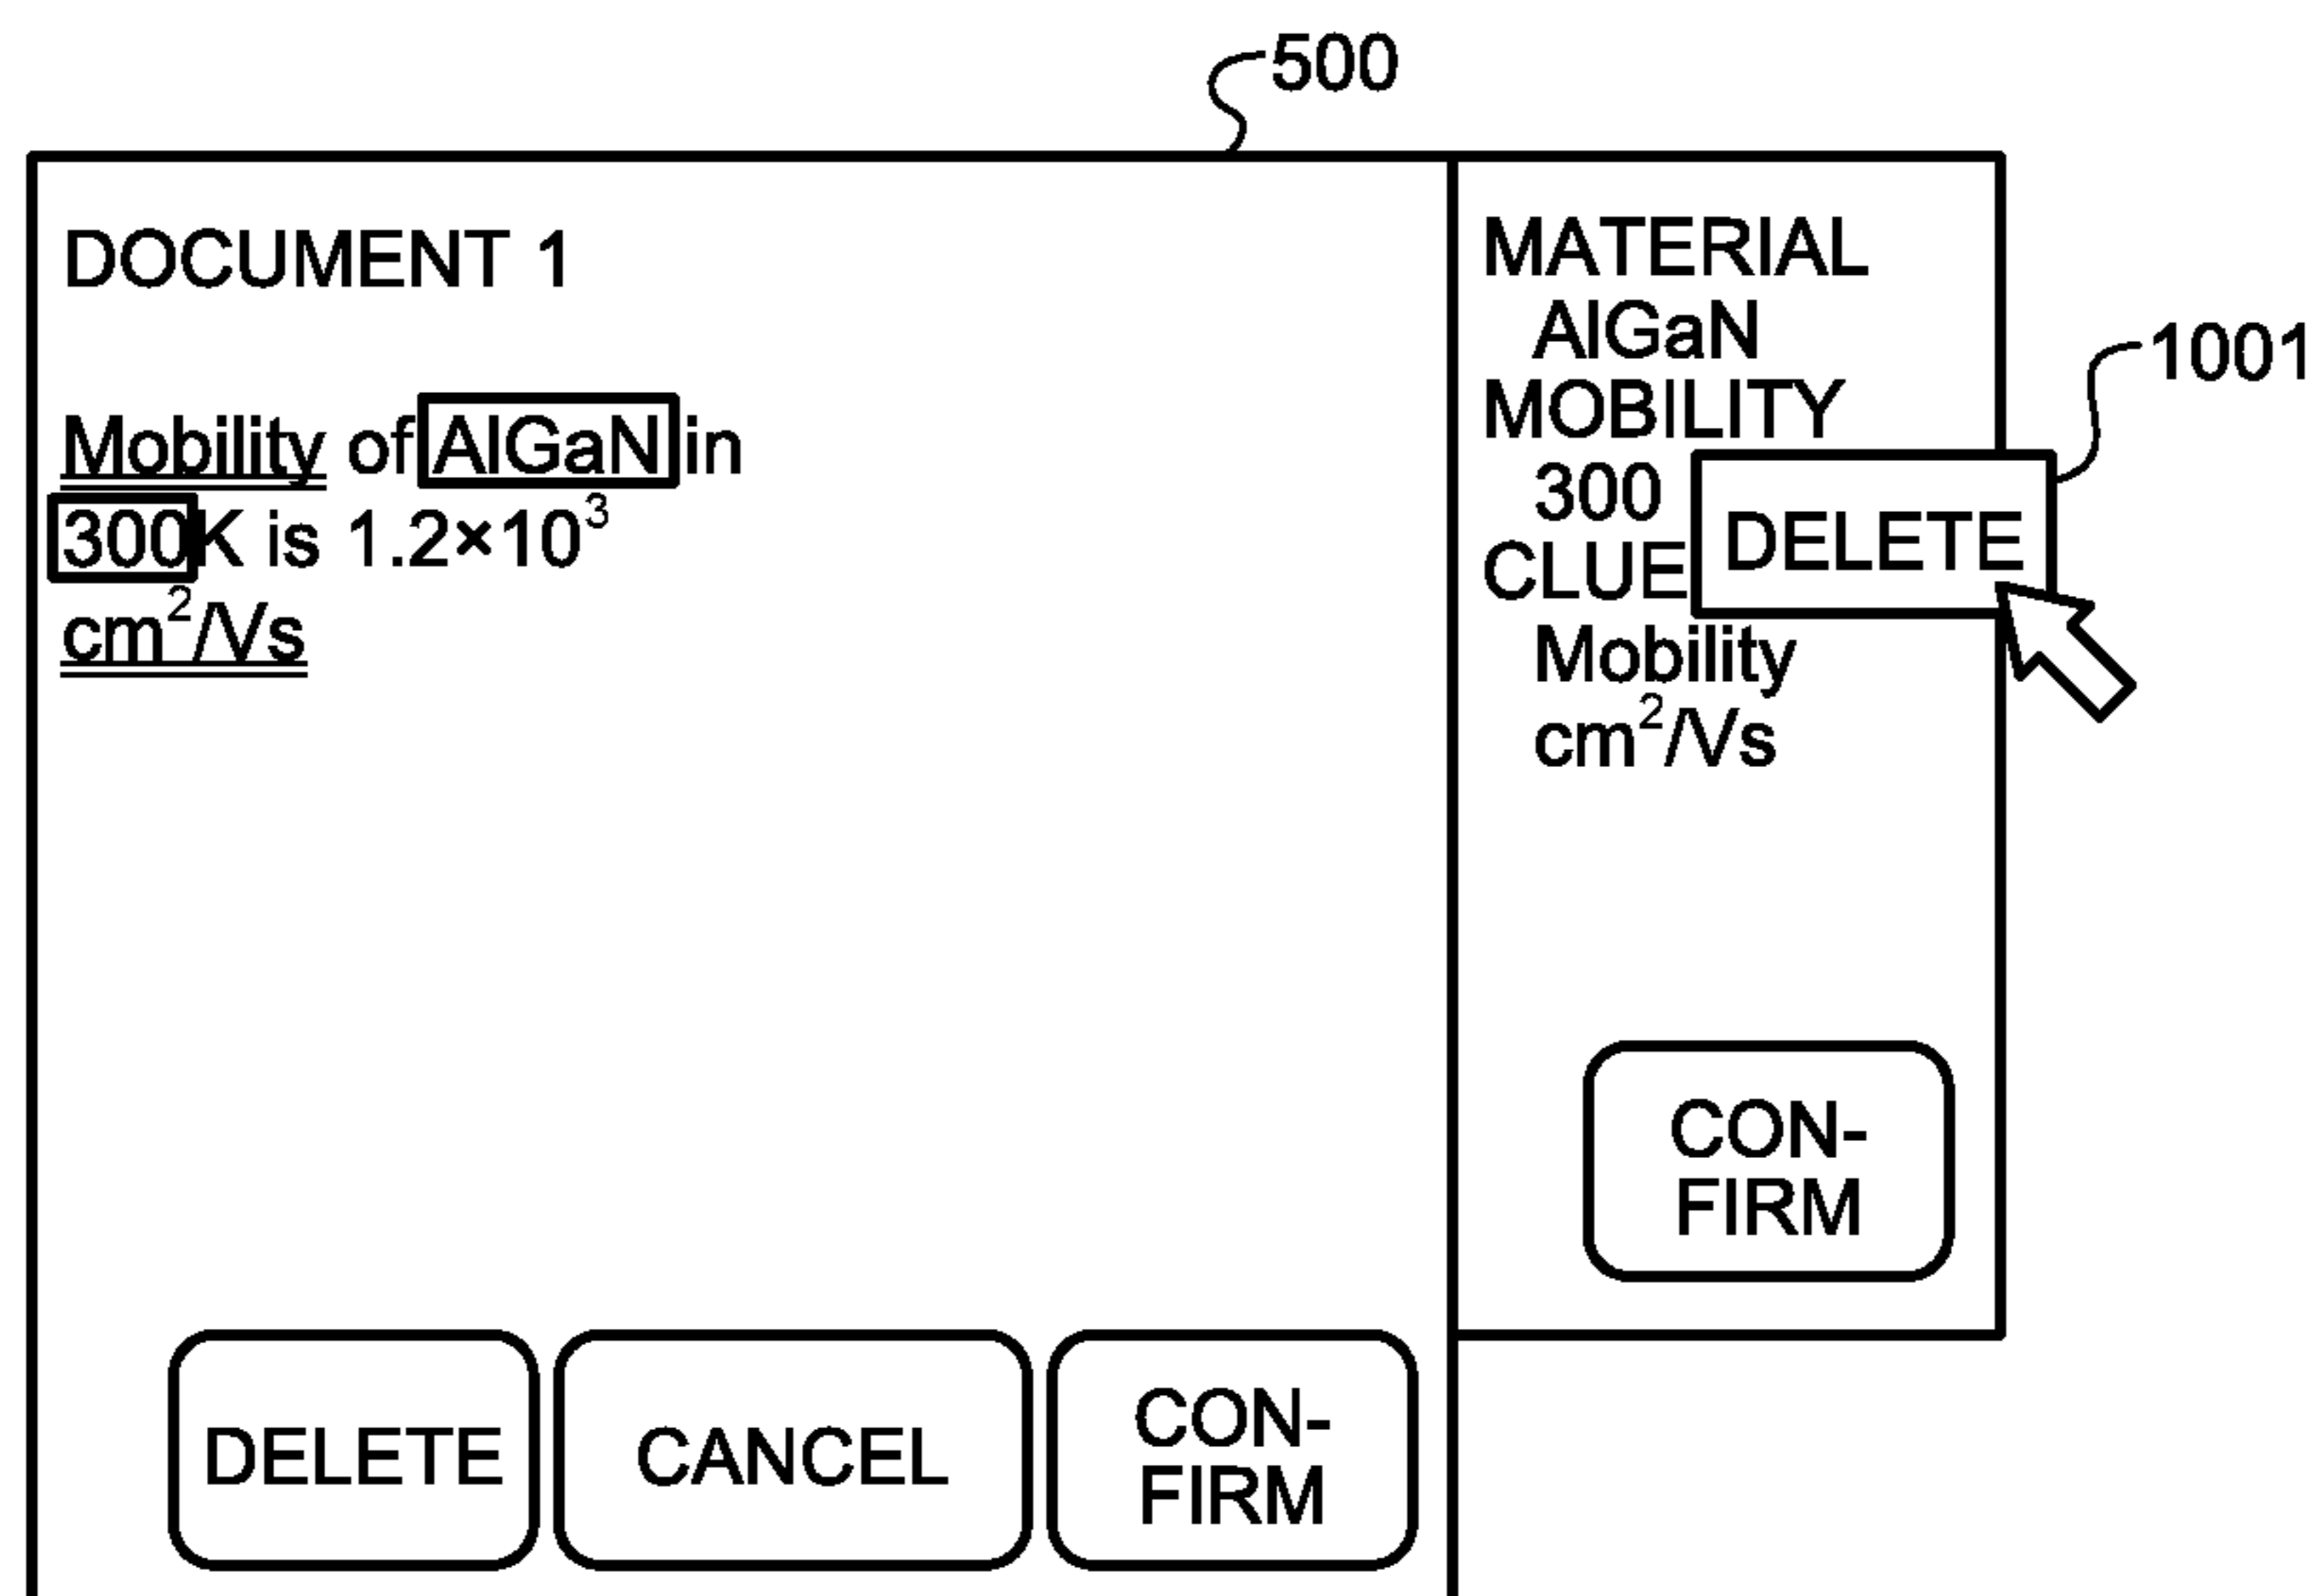 500
DOCUMENT 1
Mobility of AlGaN in
300K is 1.2×10³
cm²/Vs
DELETE
CANCEL
CON-
FIRM
MATERIAL
AlGaN
MOBILITY
300
CLUE
Mobility
cm²/Vs
DELETE
1001
CON-
FIRM